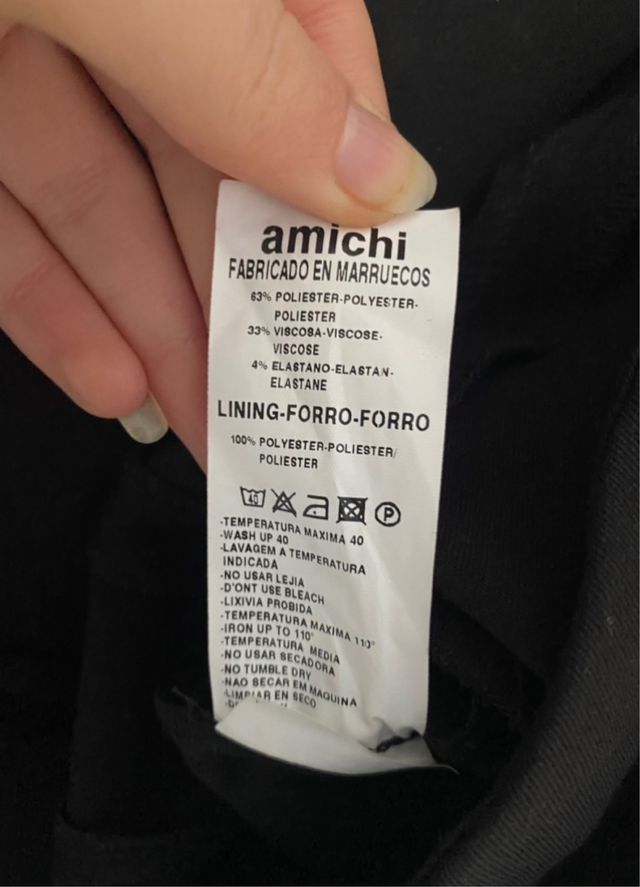 amichi
FABRICADO EN MARRUECOS
63% POLIESTER-POLYESTER-
POLIESTER
33% VISCOSA-VISCOSE-
VISCOSE
4% ELASTANO-ELASTAN-
ELASTANE
LINING-FORRO-FORRO
100% POLYESTER-POLIESTER/
POLIESTER
40 P
-TEMPERATURA MAXIMA 40
-WASH UP 40
-LAVAGEM A TEMPERATURA
INDICADA
-NO USAR LEJIA
-D'ONT USE BLEACH
-LIXIVIA PROBIDA
-TEMPERATURA MAXIMA 110°
-IRON UP TO 110°
-TEMPERATURA MEDIA
-NO USAR SECADORA
-NO TUMBLE DRY
-NAO SECAR EM MAQUINA
-LIMPIAR EN SECO